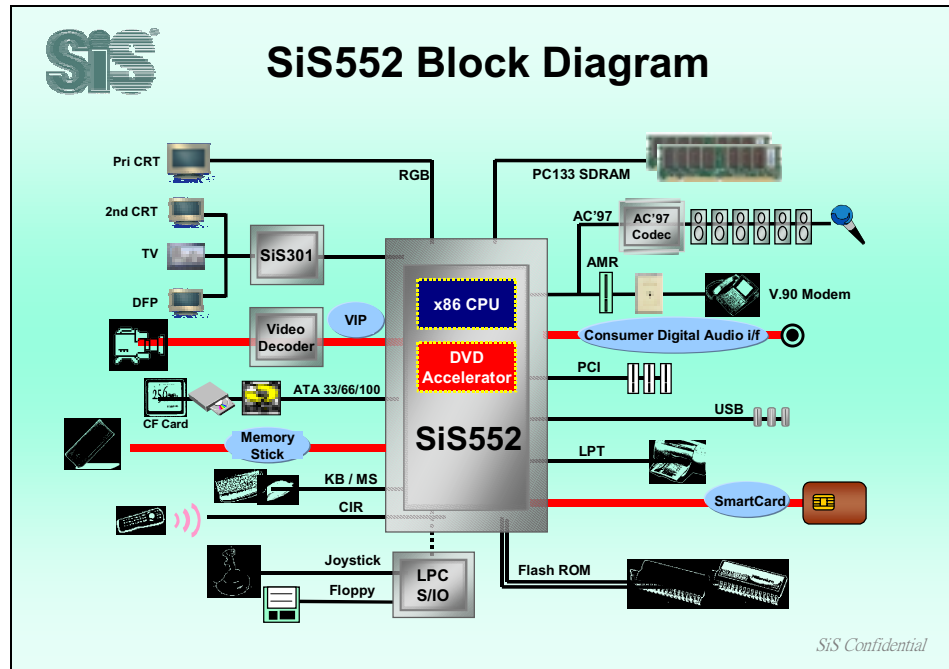 SiS
SiS552 Block Diagram
Pri CRT
RGB
PC133 SDRAM
2nd CRT
AC'97
AC'97
Codec
TV
SiS301
AMR
DFP
x86 CPU
V.90 Modem
Video
Decoder
VIP
Consumer Digital Audio i/f
DVD
Accelerator
PCI
ATA 33/66/100
CF Card
USB
Memory
Stick
SiS552
LPT
KB / MS
CIR
SmartCard
Joystick
LPC
S/IO
Flash ROM
Floppy
SiS Confidential